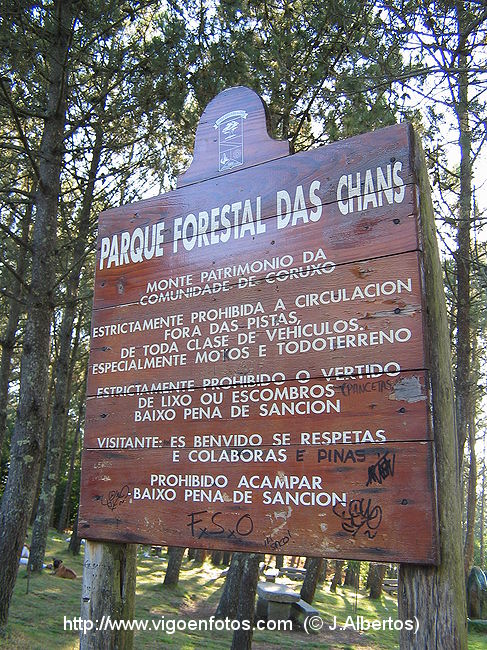 PARQUE FORESTAL DAS CHANS
MONTE PATRIMONIO DA
COMUNIDADE DE CORUXO
ESTRICTAMENTE PROHIBIDA A CIRCULACION
FORA DAS PISTAS,
DE TODA CLASE DE VEHÍCULOS.
ESPECIALMENTE MOTOS E TODOTERRENO
ESTRICTAMENTE PROHIBIDO O VERTIDO
DE LIXO OU ESCOMBROS (PANCETAS)
BAIXO PENA DE SANCION
VISITANTE: ES BENVIDO SE RESPETAS
E COLABORAS E PINAS
PROHIBIDO ACAMPAR
BAIXO PENA DE SANCION
F.S.O
http://www.vigoenfotos.com (© J.Albertos)